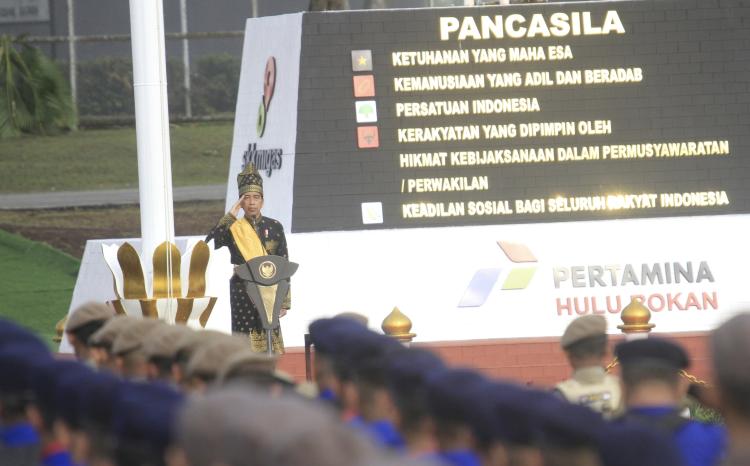 PANCASILA
KETUHANAN YANG MAHA ESA
KEMANUSIAAN YANG ADIL DAN BERADAB
PERSATUAN INDONESIA
KERAKYATAN YANG DIPIMPIN OLEH
HIKMAT KEBIJAKSANAAN DALAM PERMUSYAWARATAN
/ PERWAKILAN
KEADILAN SOSIAL BAGI SELURUH RAKYAT INDONESIA
skkmigas
PERTAMINA
HULU ROKAN